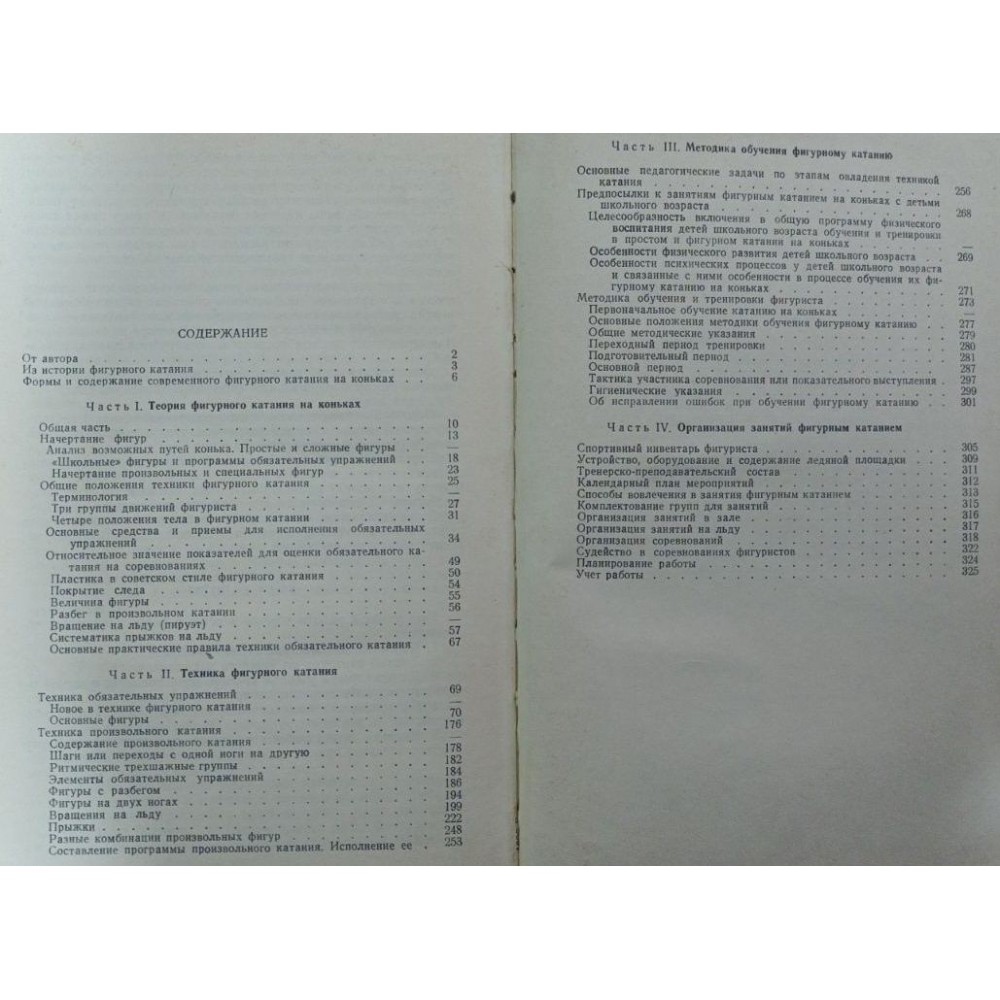 СОДЕРЖАНИЕ
От автора . . . 2
Из истории фигурного катания . . . 3
Формы и содержание современного фигурного катания на коньках . . . 6
Часть I. Теория фигурного катания на коньках
Общая часть . . . 10
Начертание фигур . . . 13
Анализ возможных путей конька. Простые и сложные фигуры . . . —
«Школьные» фигуры и программы обязательных упражнений . . . 18
Начертание произвольных и специальных фигур . . . 23
Общие положения техники фигурного катания . . . 25
Терминология . . . —
Три группы движений фигуриста . . . 27
Четыре положения тела в фигурном катании . . . 31
Основные средства и приемы для исполнения обязательных
упражнений . . . 34
Относительное значение показателей для оценки обязательного ка-
тания на соревнованиях . . . 49
Пластика в советском стиле фигурного катания . . . 50
Покрытие следа . . . 54
Величина фигуры . . . 55
Разбег в произвольном катании . . . 56
Вращение на льду (пируэт) . . . —
Систематика прыжков на льду . . . 57
Основные практические правила техники обязательного катания . . . 67
Часть II. Техника фигурного катания
Техника обязательных упражнений . . . 69
Новое в технике фигурного катания . . . —
Основные фигуры . . . 70
Техника произвольного катания . . . 176
Содержание произвольного катания . . . —
Шаги или переходы с одной ноги на другую . . . 178
Ритмические трехшажные группы . . . 182
Элементы обязательных упражнений . . . 184
Фигуры с разбегом . . . 186
Фигуры на двух ногах . . . 194
Вращения на льду . . . 199
Прыжки . . . 222
Разные комбинации произвольных фигур . . . 248
Составление программы произвольного катания. Исполнение ее . 253
Часть III. Методика обучения фигурному катанию
Основные педагогические задачи по этапам овладения техникой
катания . . . 256
Предпосылки к занятиям фигурным катанием на коньках с детьми
школьного возраста . . . 268
Целесообразность включения в общую программу физического
воспитания детей школьного возраста обучения и тренировки
в простом и фигурном катании на коньках . . . —
Особенности физического развития детей школьного возраста . . 269
Особенности психических процессов у детей школьного возраста
и связанные с ними особенности в процессе обучения их фи-
гурному катанию на коньках . . . 271
Методика обучения и тренировки фигуриста . . . 273
Первоначальное обучение катанию на коньках . . . —
Основные положения методики обучения фигурному катанию . . 277
Общие методические указания . . . 279
Переходный период тренировки . . . 280
Подготовительный период . . . 281
Основной период . . . 287
Тактика участника соревнования или показательного выступления . 297
Гигиенические указания . . . 299
Об исправлении ошибок при обучении фигурному катанию . . 301
Часть IV. Организация занятий фигурным катанием
Спортивный инвентарь фигуриста . . . 305
Устройство, оборудование и содержание ледяной площадки . . . 309
Тренерско-преподавательский состав . . . 311
Календарный план мероприятий . . . 312
Способы вовлечения в занятия фигурным катанием . . . 313
Комплектование групп для занятий . . . 315
Организация занятий в зале . . . 316
Организация занятий на льду . . . 317
Организация соревнований . . . 318
Судейство в соревнованиях фигуристов . . . 322
Планирование работы . . . 324
Учет работы . . . 325